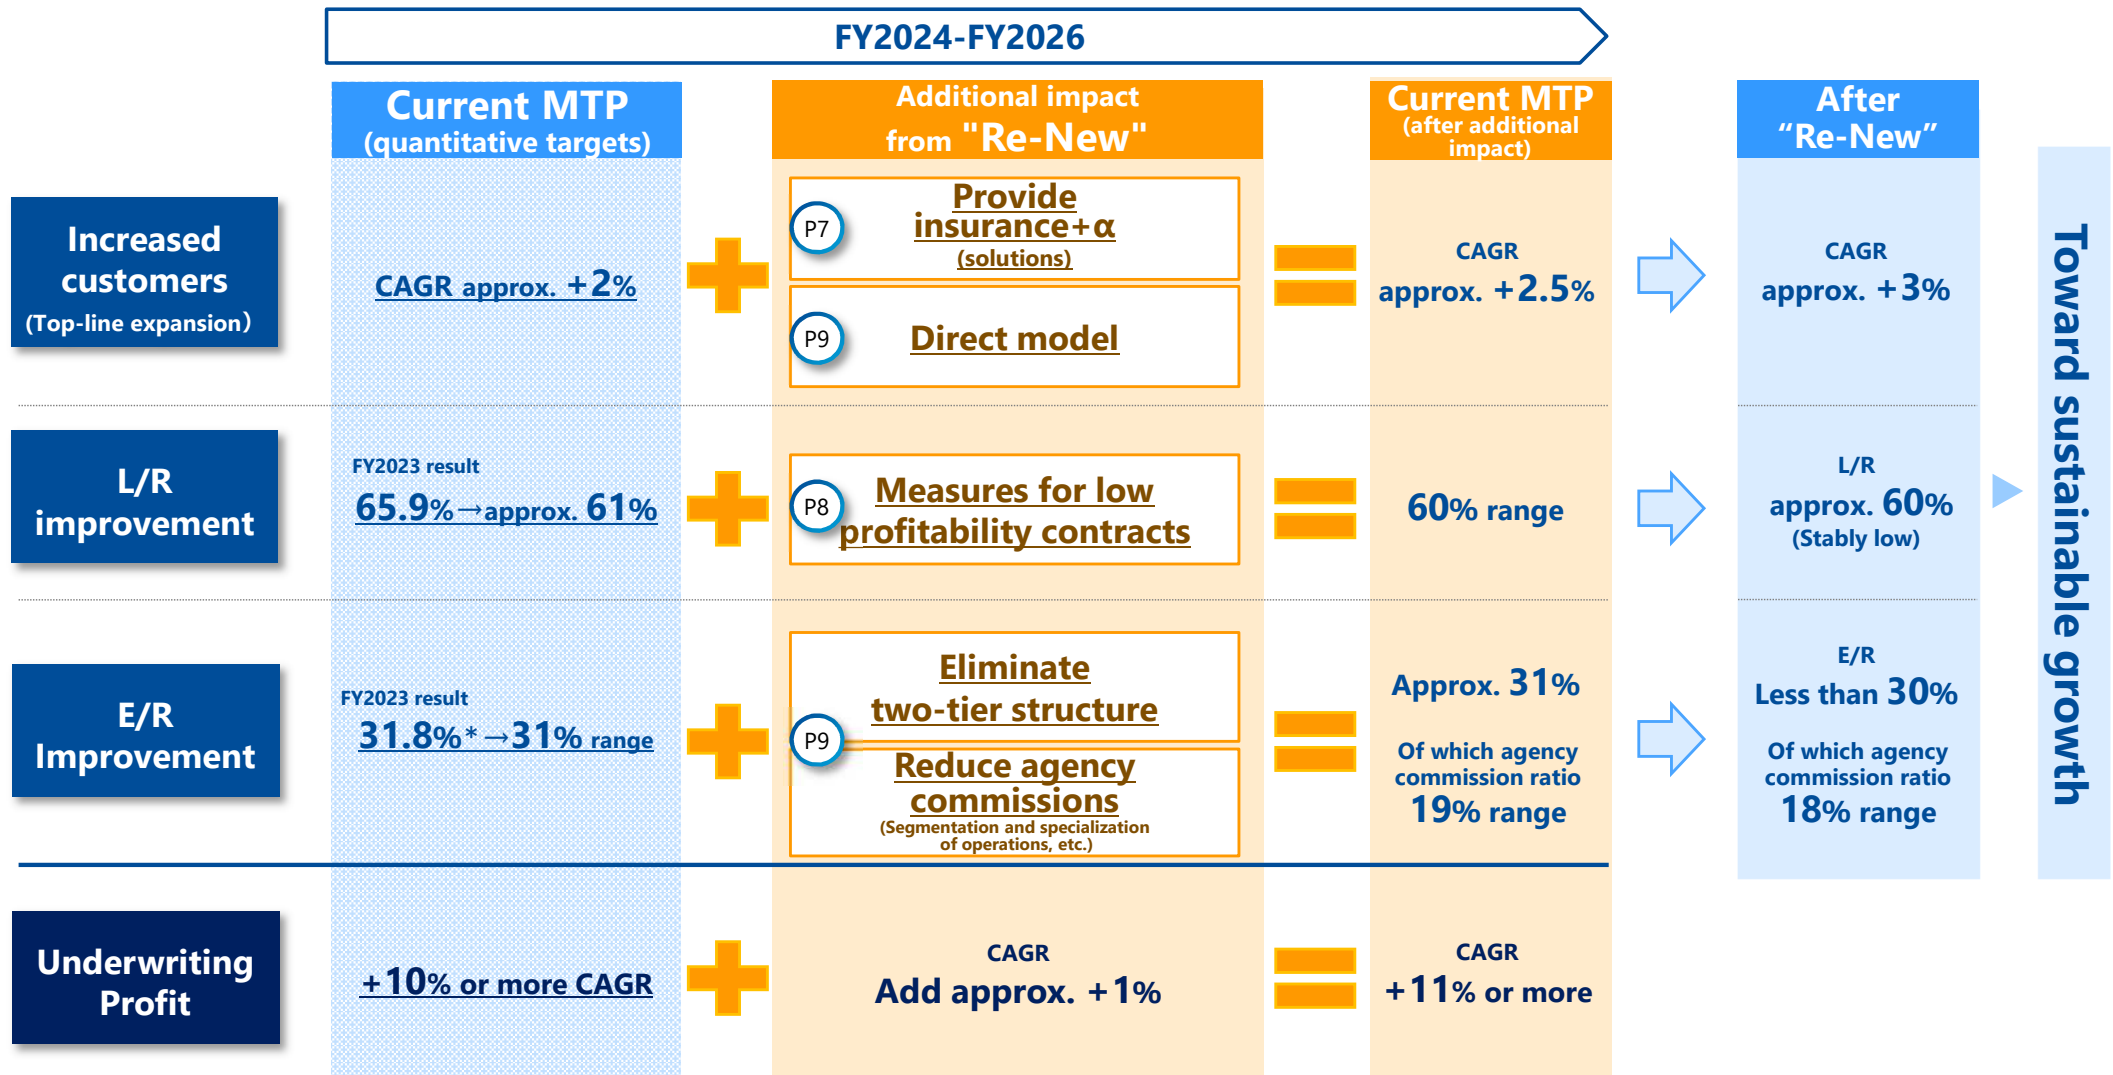 FY2024-FY2026
Current MTP
(quantitative targets)
Additional impact
from "Re-New"
Current MTP
(after additional
impact)
After
“Re-New”
Increased
customers
(Top-line expansion）
CAGR approx. +2%
P7
Provide
insurance+α
(solutions)
P9
Direct model
CAGR
approx. +2.5%
CAGR
approx. +3%
L/R
improvement
FY2023 result
65.9%→approx. 61%
P8
Measures for low
profitability contracts
60% range
L/R
approx. 60%
(Stably low)
E/R
Improvement
FY2023 result
31.8%*→31% range
P9
Eliminate
two-tier structure
Reduce agency
commissions
(Segmentation and specialization
of operations, etc.)
Approx. 31%
Of which agency
commission ratio
19% range
E/R
Less than 30%
Of which agency
commission ratio
18% range
Toward sustainable growth
Underwriting
Profit
+10% or more CAGR
CAGR
Add approx. +1%
CAGR
+11% or more